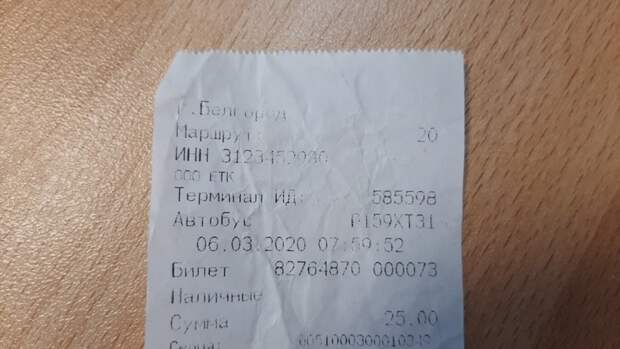 г.Белгород
Маршрут: 20
ИНН 3123459980
ООО ЕТК
Терминал ИД: 585598
Автобус Р159ХТ31
06.03.2020 07:59:52
Билет 82764870 000073
Наличные
Сумма 25.00